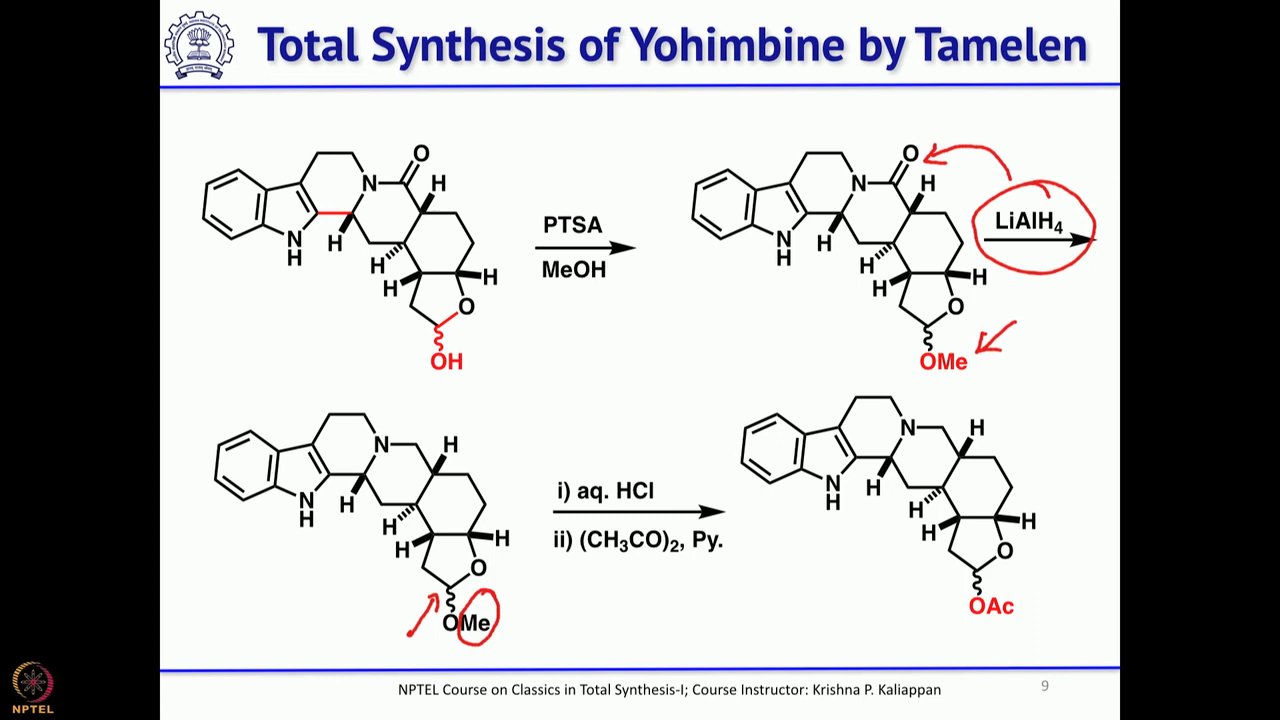 Total Synthesis of Yohimbine by Tamelen
O
N
H
N
H
H
H
H
H
O
OH
PTSA
MeOH
O
N
H
N
H
H
H
H
H
O
OMe
LiAlH4
N
H
N
H
H
H
H
H
O
OMe
i) aq. HCl
ii) (CH3CO)2, Py.
N
H
N
H
H
H
H
H
O
OAc
NPTEL
NPTEL Course on Classics in Total Synthesis-I; Course Instructor: Krishna P. Kaliappan
9